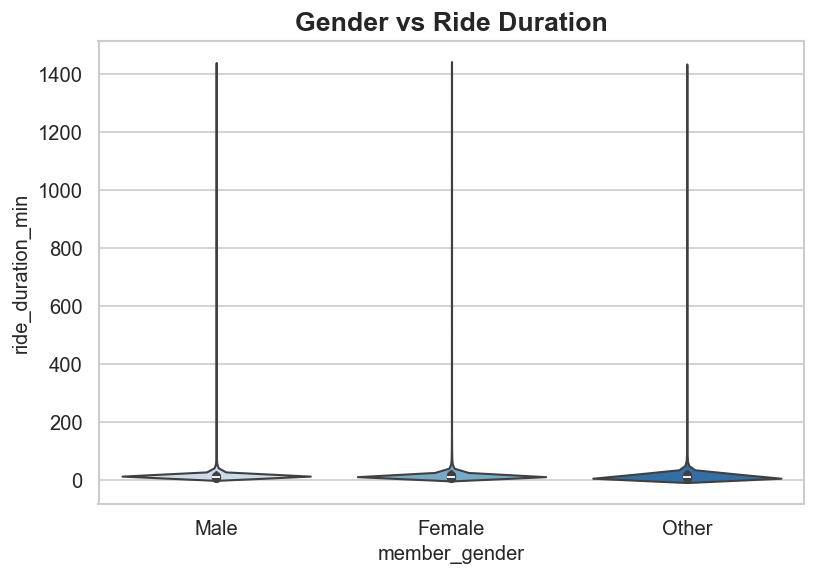 Gender vs Ride Duration
1400
1200
1000
800
600
400
200
0
ride_duration_min
Male Female Other
member_gender